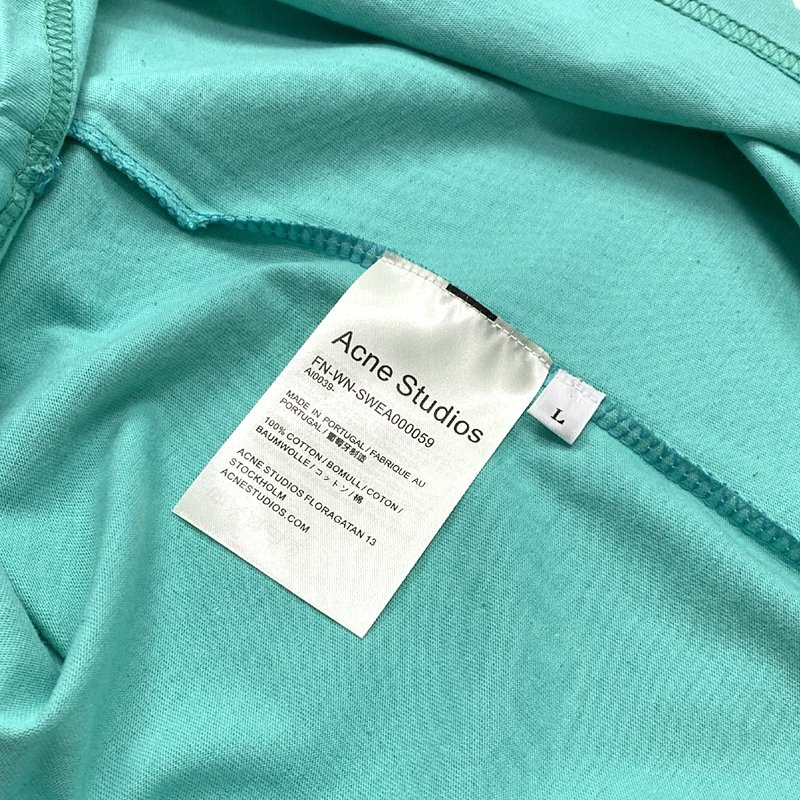 Acne Studios
FN-WN-SWEA000059
AI0039-
MADE IN PORTUGAL / FABRIQUE AU
PORTUGAL / 葡萄牙制造
100% COTTON / BOMULL / COTON /
BAUMWOLLE / コットン / 棉
ACNE STUDIOS FLORAGATAN 13
STOCKHOLM
ACNESTUDIOS.COM
L